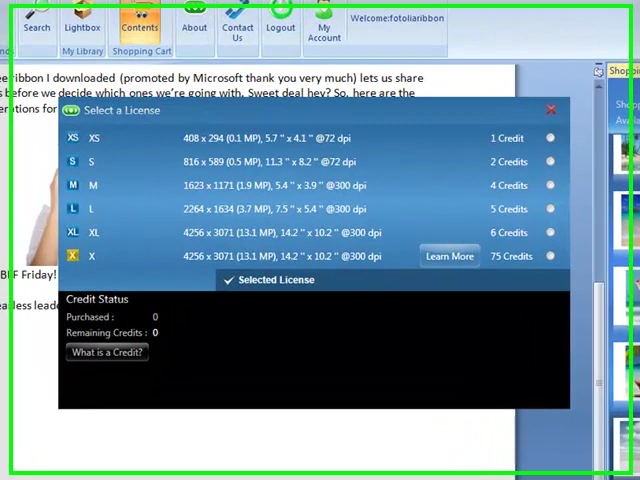 Search
Lightbox
Contents
About
Contact
Us
Logout
My
Account
Welcome:fotoliaribbon
My Library
Shopping Cart
ribbon I downloaded (promoted by Microsoft thank you very much) lets us share
s before we decide which ones we're going with. Sweet deal hey? So, here are the
erations for
Select a License
XS XS 408 x 294 (0.1 MP), 5.7 '' x 4.1 '' @72 dpi 1 Credit
S S 816 x 589 (0.5 MP), 11.3 '' x 8.2 '' @72 dpi 2 Credits
M M 1623 x 1171 (1.9 MP), 5.4 '' x 3.9 '' @300 dpi 4 Credits
L L 2264 x 1634 (3.7 MP), 7.5 '' x 5.4 '' @300 dpi 5 Credits
XL XL 4256 x 3071 (13.1 MP), 14.2 '' x 10.2 '' @300 dpi 6 Credits
X X 4256 x 3071 (13.1 MP), 14.2 '' x 10.2 '' @300 dpi Learn More 75 Credits
Selected License
Credit Status
Purchased : 0
Remaining Credits : 0
What is a Credit?
Friday!
Shoppi
Shop
Avail